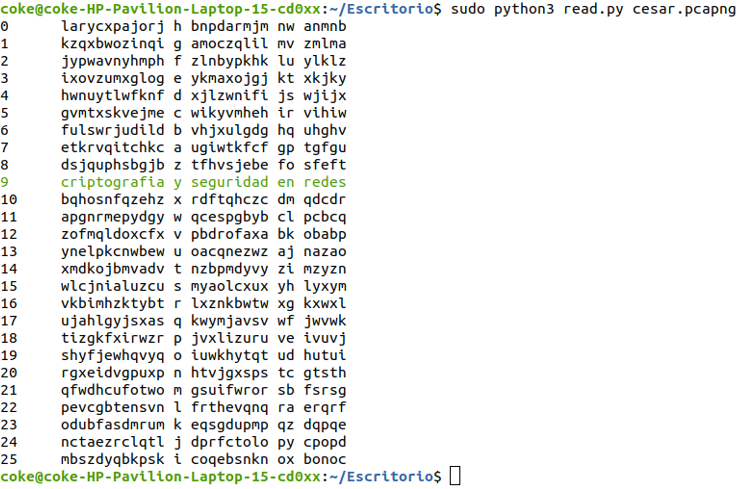 coke@coke-HP-Pavilion-Laptop-15-cd0xx:~/Escritorio$ sudo python3 read.py cesar.pcapng
0 larycxpajorj h bnpdarmjm nw anmnb
1 kzqxbwozinqi g amoczqlil mv zmlma
2 jypwavnyhmph f zlnbypkhk lu ylklz
3 ixovzumxglog e ykmaxojgj kt xkjky
4 hwnuytlwfknf d xjlzwnifi js wjijx
5 gvmtxskvejme c wikyvmheh ir vihiw
6 fulswrjudild b vhjxulgdg hq uhghv
7 etkrvqitchkc a ugiwtkfcf gp tgfgu
8 dsjquphsbgjb z tfhvsjebe fo sfeft
9 criptografia y seguridad en redes
10 bqhosnfqzehz x rdftqhczc dm qdcdr
11 apgnrmepydgy w qcespgbyb cl pcbcq
12 zofmqldoxcfx v pbdrofaxa bk obabp
13 ynelpkcnwbew u oacqnezwz aj nazao
14 xmdkojbmvadv t nzbpmdyvy zi mzyzn
15 wlcjnialuzcu s myaolcxux yh lyxym
16 vkbimhzktybt r lxznkbwtw xg kxwxl
17 ujahlgyjsxas q kwymjavsv wf jwvwk
18 tizgkfxirwzr p jvxlizuru ve ivuvj
19 shyfjewhqvyq o iuwkhytqt ud hutui
20 rgxeidvgpuxp n htvjgxsps tc gtsth
21 qfwdhcufotwo m gsuifwror sb fsrsg
22 pevcgbtensvn l frthevqnq ra erqrf
23 odubfasdmrum k eqsgdupmp qz dqpqe
24 nctaezrclqtl j dprfctolo py cpopd
25 mbszdyqbkpsk i coqebsnkn ox bonoc
coke@coke-HP-Pavilion-Laptop-15-cd0xx:~/Escritorio$